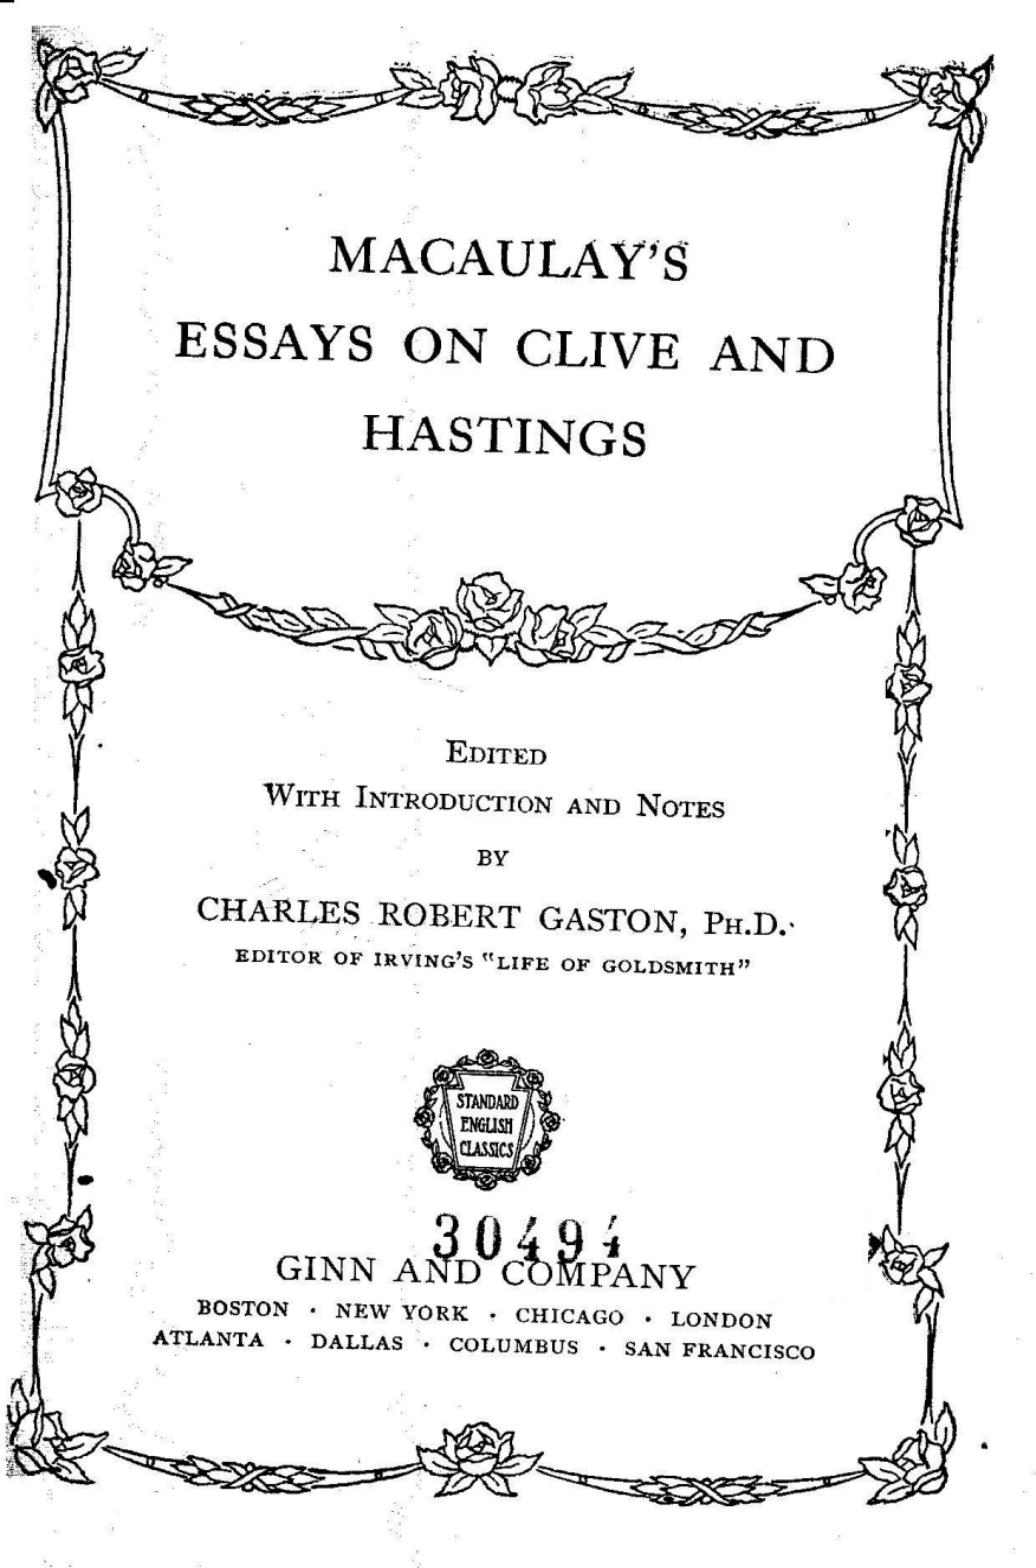 MACAULAY'S
ESSAYS ON CLIVE AND
HASTINGS
EDITED
WITH INTRODUCTION AND NOTES
BY
CHARLES ROBERT GASTON, PH.D.
EDITOR OF IRVING'S "LIFE OF GOLDSMITH"
STANDARD
ENGLISH
CLASSICS
30494
GINN AND COMPANY
BOSTON · NEW YORK · CHICAGO · LONDON
ATLANTA · DALLAS · COLUMBUS · SAN FRANCISCO